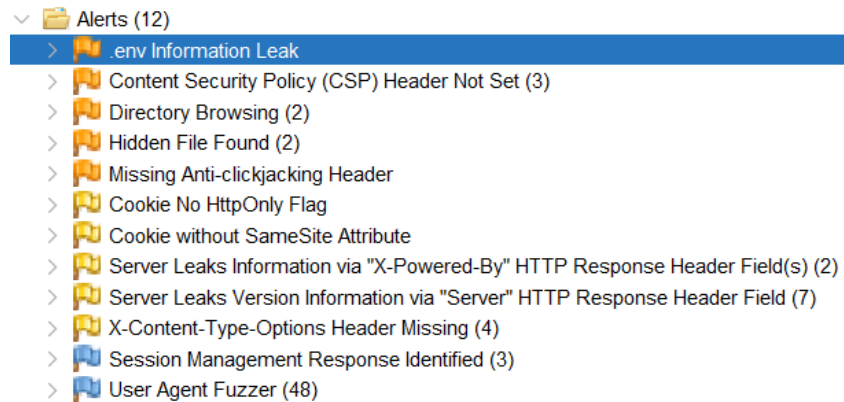 Alerts (12)
.env Information Leak
Content Security Policy (CSP) Header Not Set (3)
Directory Browsing (2)
Hidden File Found (2)
Missing Anti-clickjacking Header
Cookie No HttpOnly Flag
Cookie without SameSite Attribute
Server Leaks Information via "X-Powered-By" HTTP Response Header Field(s) (2)
Server Leaks Version Information via "Server" HTTP Response Header Field (7)
X-Content-Type-Options Header Missing (4)
Session Management Response Identified (3)
User Agent Fuzzer (48)